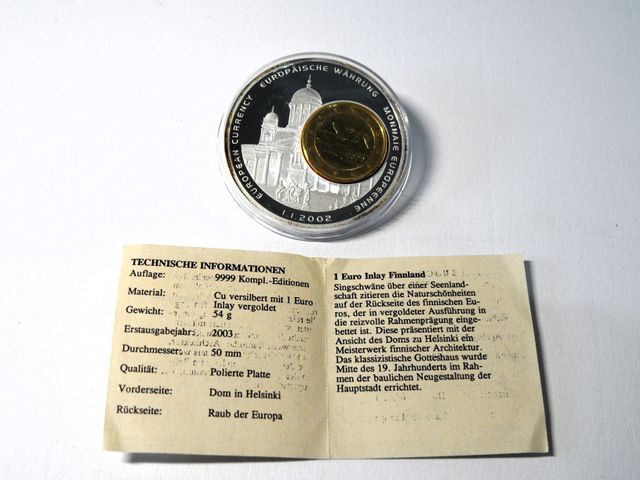 EUROPEAN CURRENCY EUROPÄISCHE WÄHRUNG MONNAIE EUROPEENNE
1.1.2002
TECHNISCHE INFORMATIONEN
Auflage: 9999 Kompl.-Editionen
Material: Cu versilbert mit 1 Euro
Inlay vergoldet
Gewicht: 54 g
Erstausgabejahr: 2003
Durchmesser: 50 mm
Qualität: Polierte Platte
Vorderseite: Dom in Helsinki
Rückseite: Raub der Europa
1 Euro Inlay Finnland
Singschwäne über einer Seenland-
schaft zitieren die Naturschönheiten
auf der Rückseite des finnischen Eu-
ros, der in vergoldeter Ausführung in
die reizvolle Rahmenprägung einge-
bettet ist. Diese präsentiert mit der
Ansicht des Doms zu Helsinki ein
Meisterwerk finnischer Architektur.
Das klassizistische Gotteshaus wurde
Mitte des 19. Jahrhunderts im Rah-
men der baulichen Neugestaltung der
Hauptstadt errichtet.